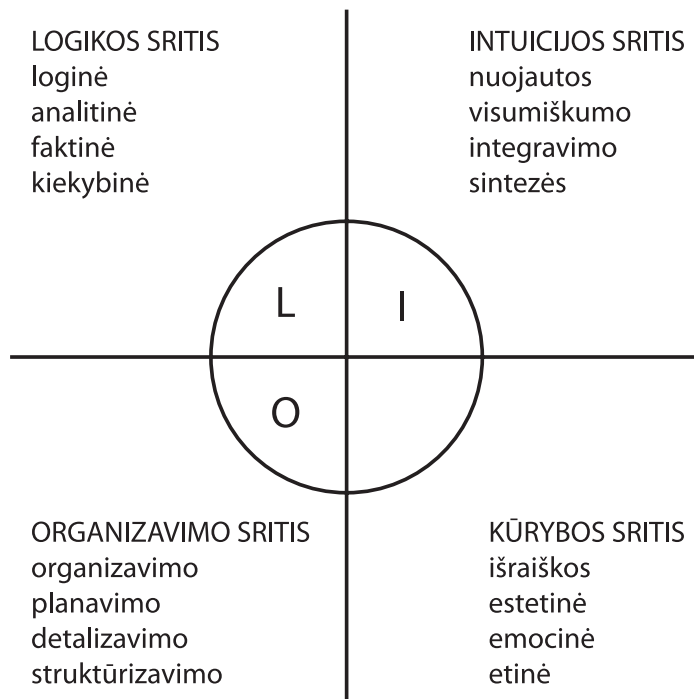 LOGIKOS SRITIS
loginė
analitinė
faktinė
kiekybinė
INTUICIJOS SRITIS
nuojautos
visumiškumo
integravimo
sintezės
L
I
O
ORGANIZAVIMO SRITIS
organizavimo
planavimo
detalizavimo
struktūrizavimo
KŪRYBOS SRITIS
išraiškos
estetinė
emocinė
etinė